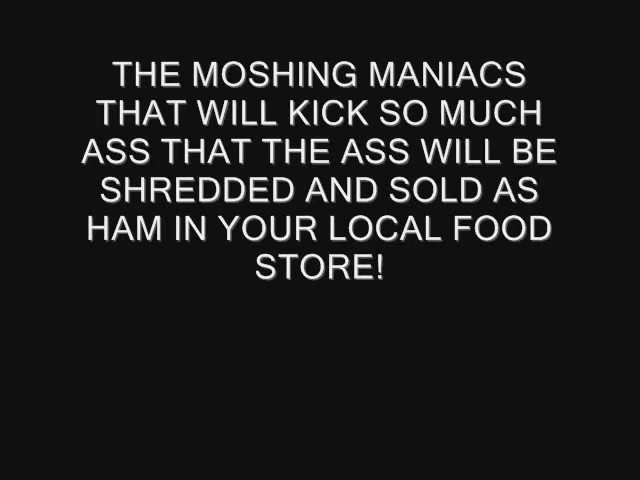 THE MOSHING MANIACS
THAT WILL KICK SO MUCH
ASS THAT THE ASS WILL BE
SHREDDED AND SOLD AS
HAM IN YOUR LOCAL FOOD
STORE!